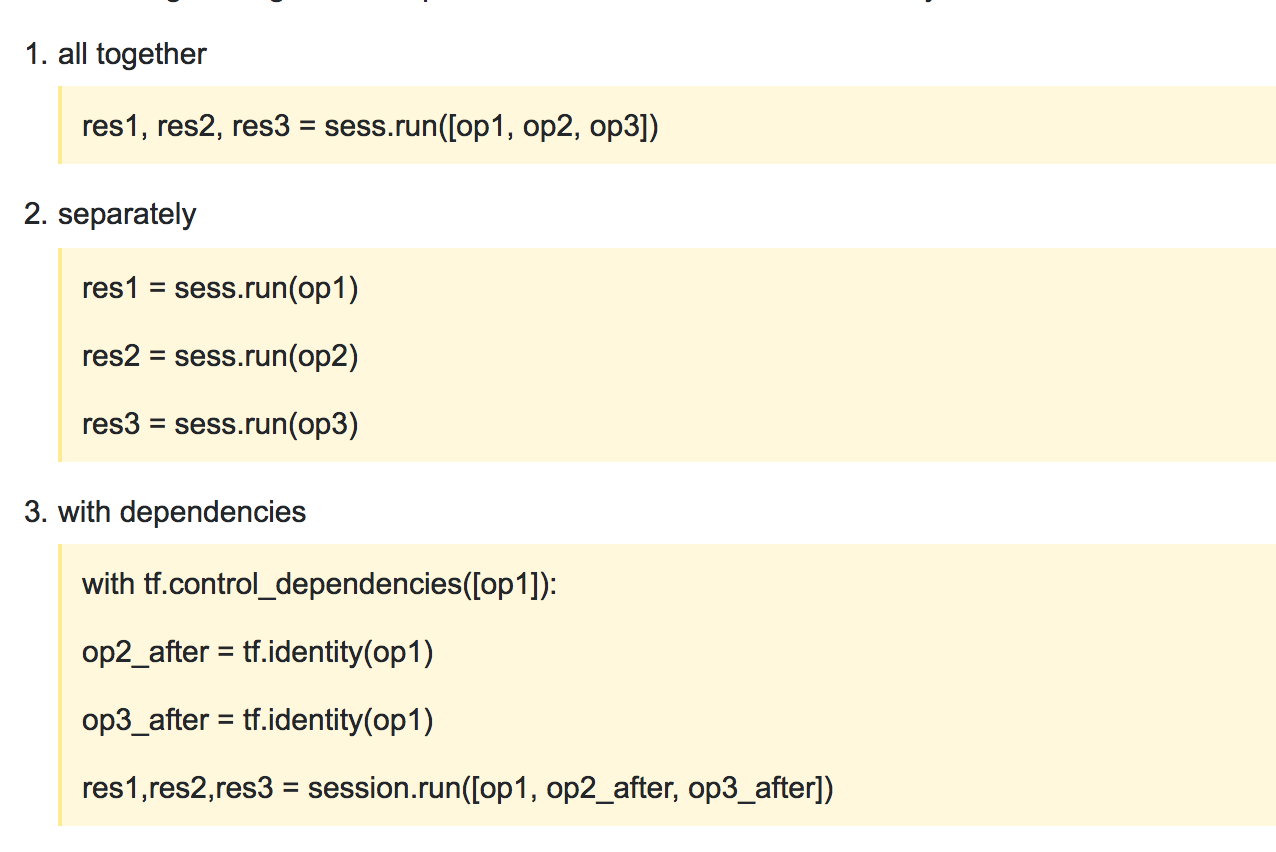 1. all together
res1, res2, res3 = sess.run([op1, op2, op3])
2. separately
res1 = sess.run(op1)
res2 = sess.run(op2)
res3 = sess.run(op3)
3. with dependencies
with tf.control_dependencies([op1]):
op2_after = tf.identity(op1)
op3_after = tf.identity(op1)
res1,res2,res3 = session.run([op1, op2_after, op3_after])